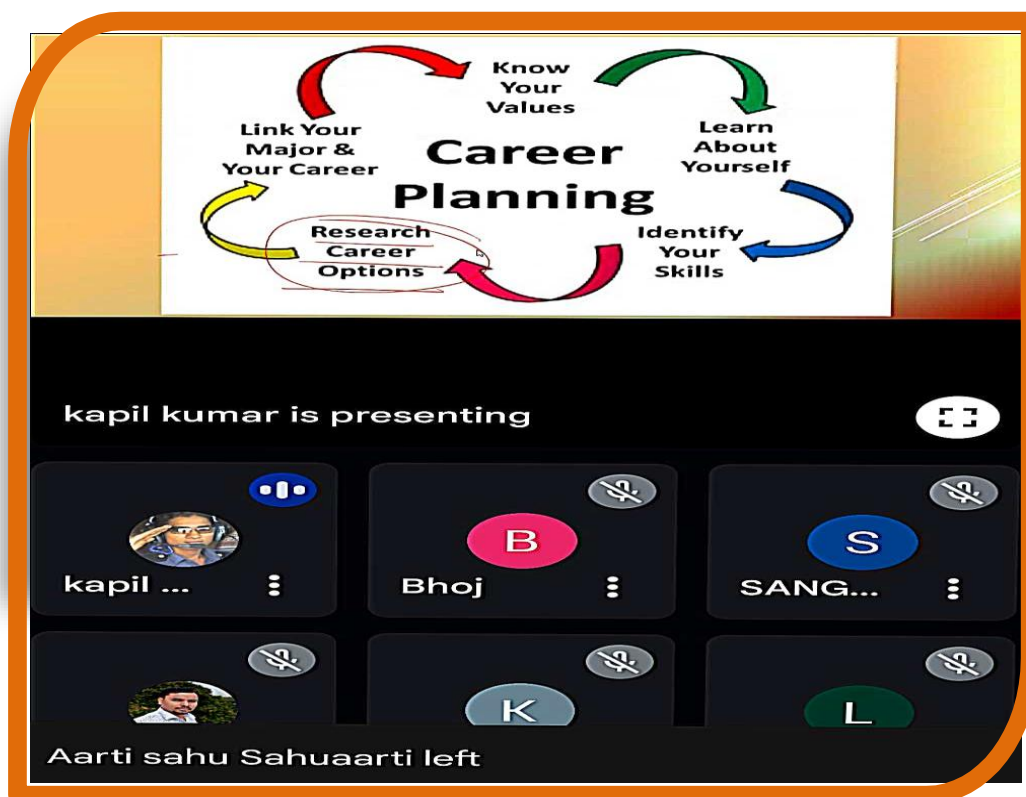 Know
Your
Values
Learn
About
Yourself
Link Your
Major &
Your Career
Career
Planning
Research
Career
Options
Identify
Your
Skills
kapil kumar is presenting
kapil ...
B
Bhoj
S
SANG...
K
L
Aarti sahu Sahuaarti left